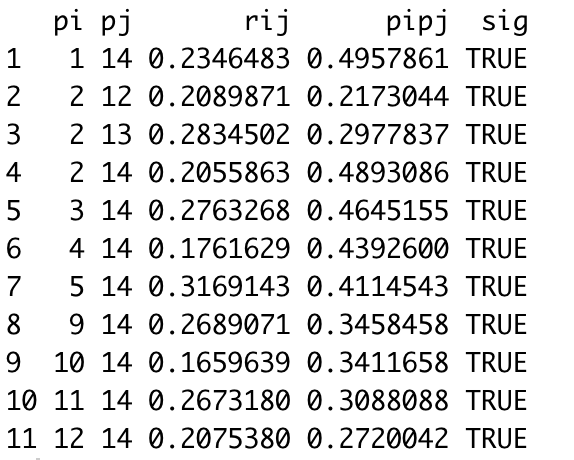 pi pj rij pipj sig
1 1 14 0.2346483 0.4957861 TRUE
2 2 12 0.2089871 0.2173044 TRUE
3 2 13 0.2834502 0.2977837 TRUE
4 2 14 0.2055863 0.4893086 TRUE
5 3 14 0.2763268 0.4645155 TRUE
6 4 14 0.1761629 0.4392600 TRUE
7 5 14 0.3169143 0.4114543 TRUE
8 9 14 0.2689071 0.3458458 TRUE
9 10 14 0.1659639 0.3411658 TRUE
10 11 14 0.2673180 0.3088088 TRUE
11 12 14 0.2075380 0.2720042 TRUE